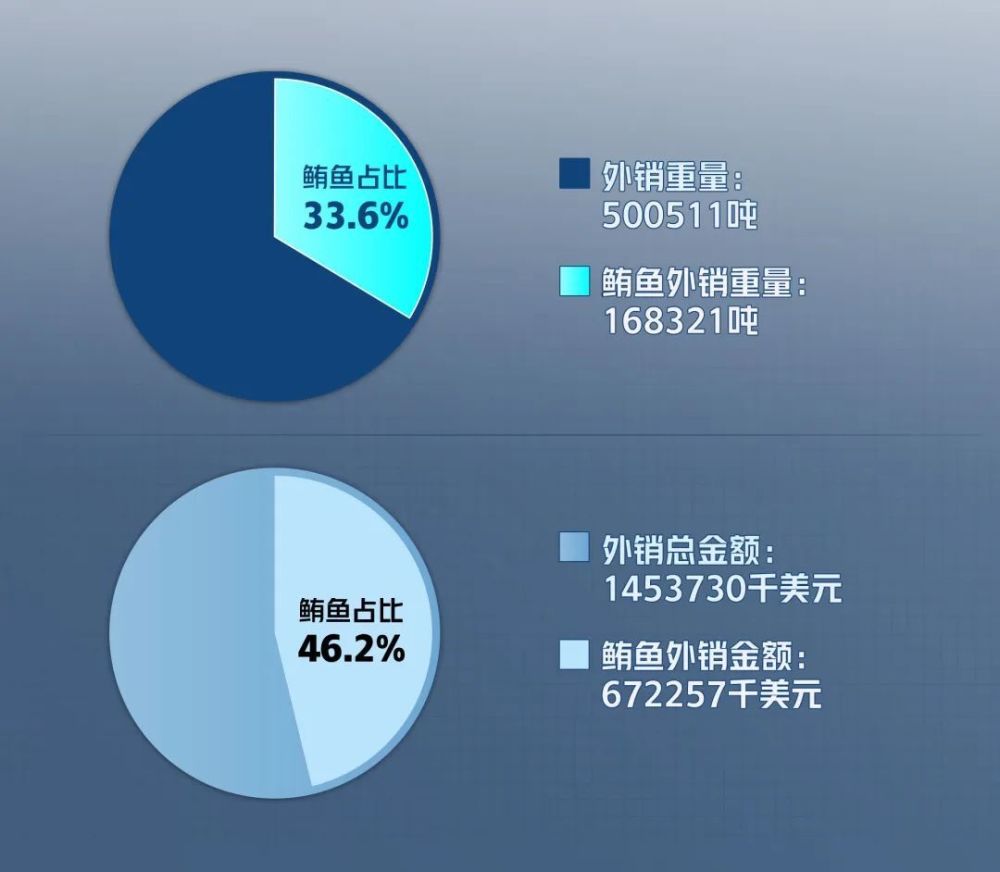 鲔鱼占比
33.6%
外销重量：
500511吨
鲔鱼外销重量：
168321吨
鲔鱼占比
46.2%
外销总金额：
1453730千美元
鲔鱼外销金额：
672257千美元